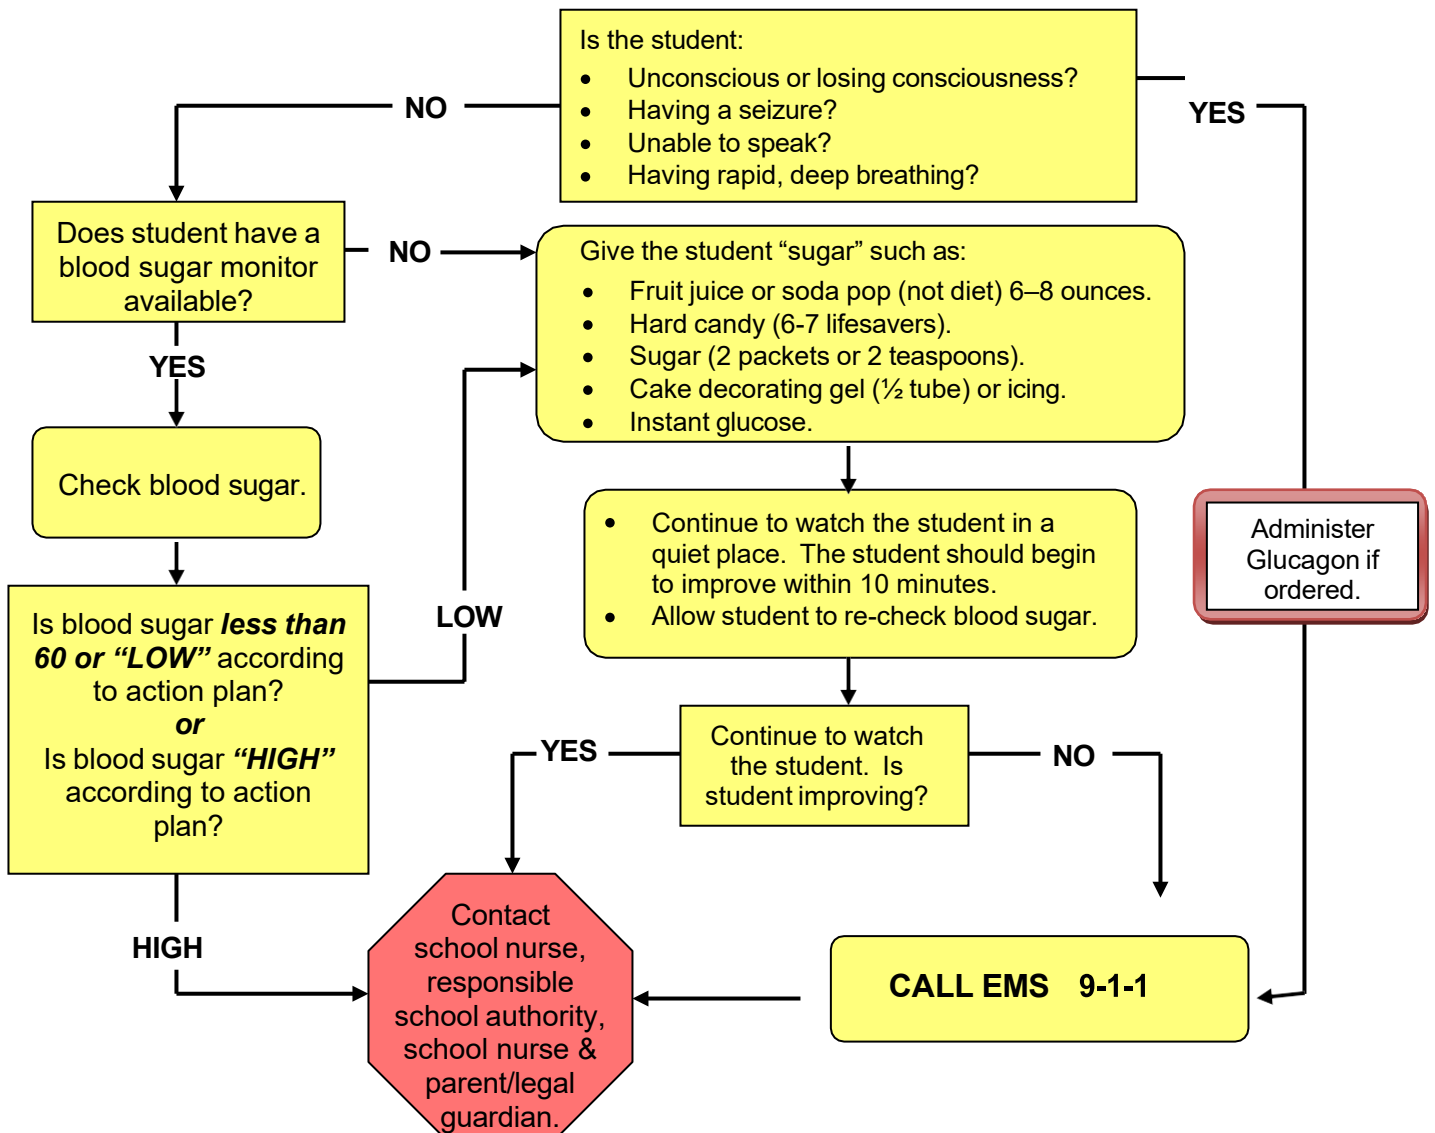 Is the student:
• Unconscious or losing consciousness?
• Having a seizure?
• Unable to speak?
• Having rapid, deep breathing?
NO
YES
Does student have a
blood sugar monitor
available?
NO
YES
Give the student “sugar” such as:
• Fruit juice or soda pop (not diet) 6–8 ounces.
• Hard candy (6-7 lifesavers).
• Sugar (2 packets or 2 teaspoons).
• Cake decorating gel (½ tube) or icing.
• Instant glucose.
Check blood sugar.
• Continue to watch the student in a
quiet place. The student should begin
to improve within 10 minutes.
• Allow student to re-check blood sugar.
Administer
Glucagon if
ordered.
Is blood sugar less than
60 or “LOW” according
to action plan?
or
Is blood sugar “HIGH”
according to action
plan?
LOW
HIGH
Continue to watch
the student. Is
student improving?
YES
NO
Contact
school nurse,
responsible
school authority,
school nurse &
parent/legal
guardian.
CALL EMS 9-1-1